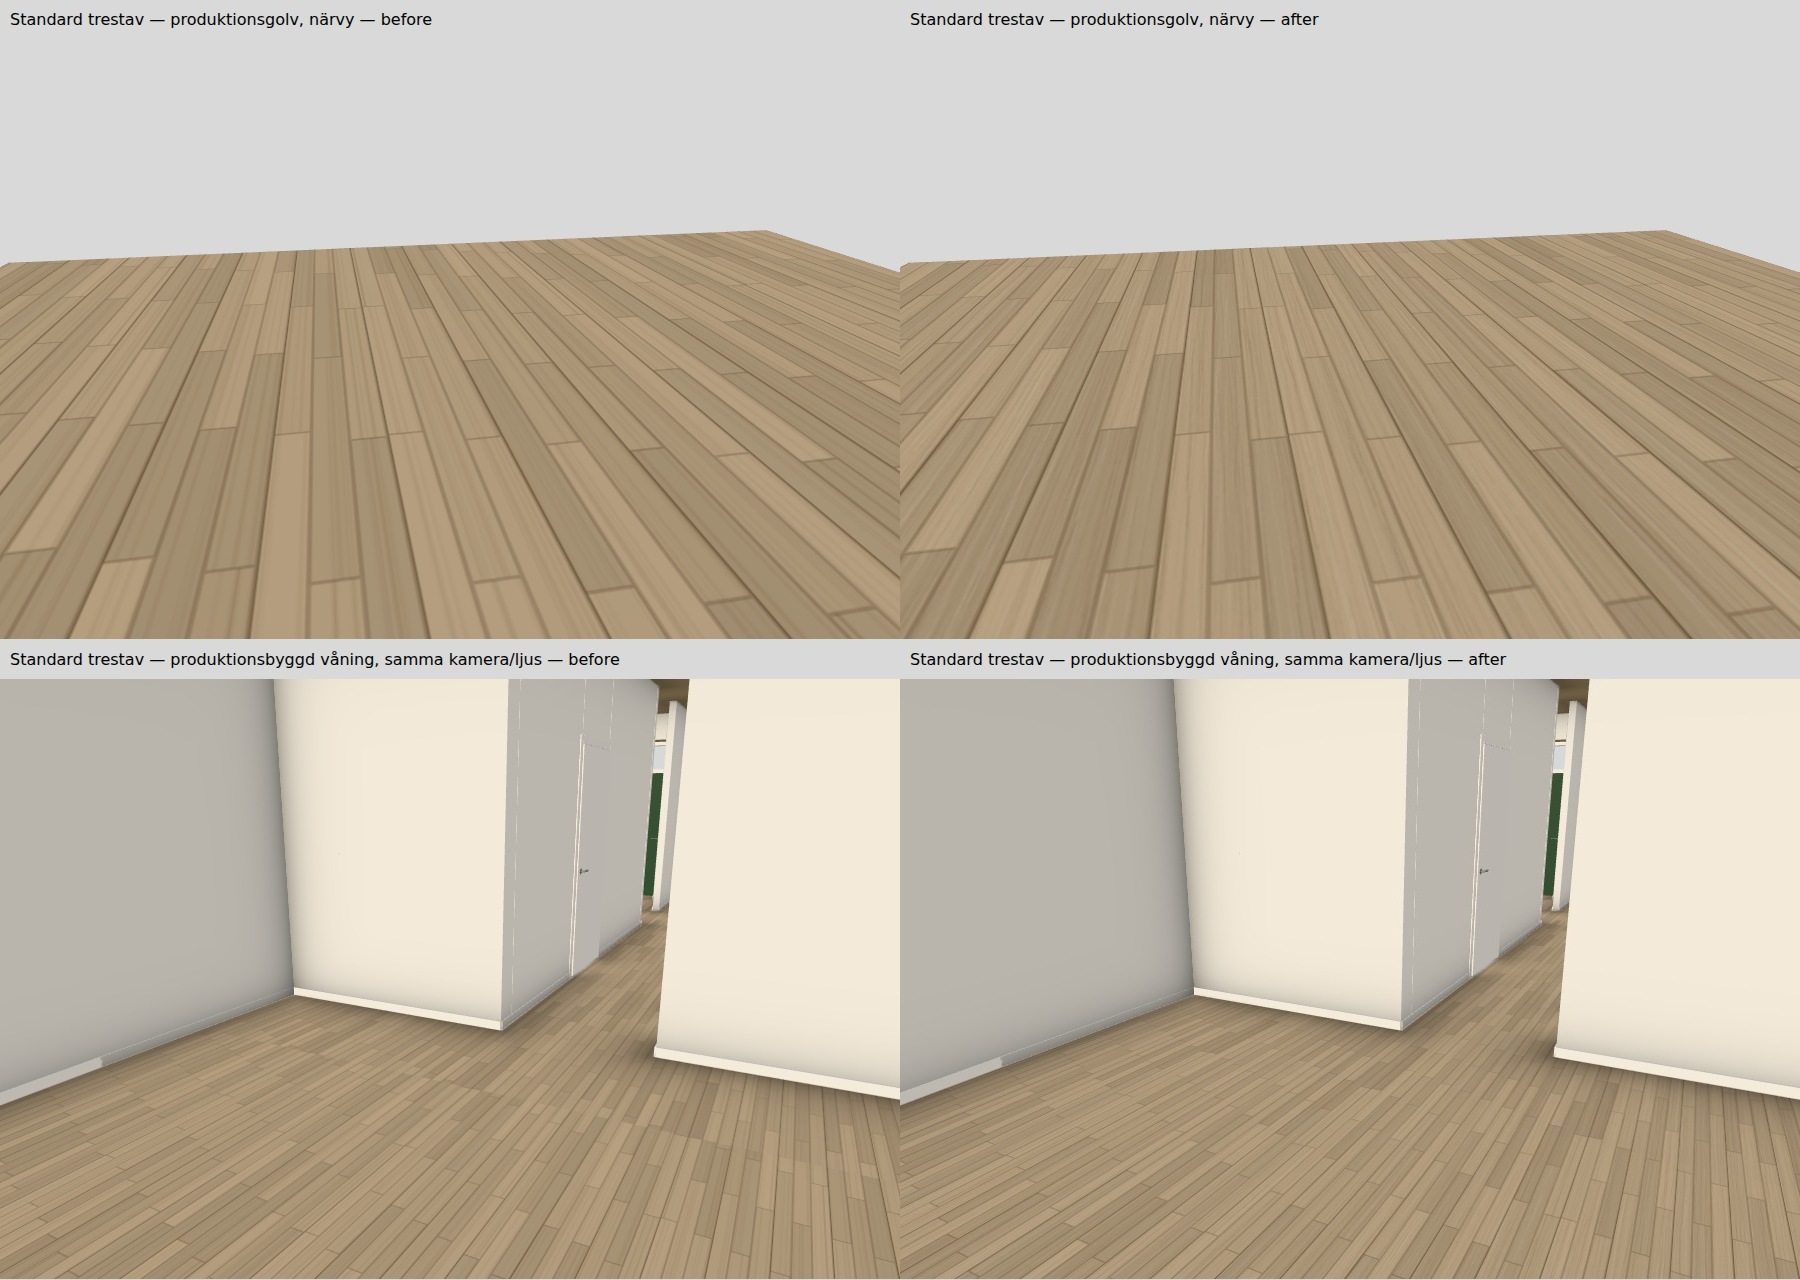 Standard trestav — produktionsgolv, närvy — before
Standard trestav — produktionsgolv, närvy — after
Standard trestav — produktionsbyggd våning, samma kamera/ljus — before
Standard trestav — produktionsbyggd våning, samma kamera/ljus — after